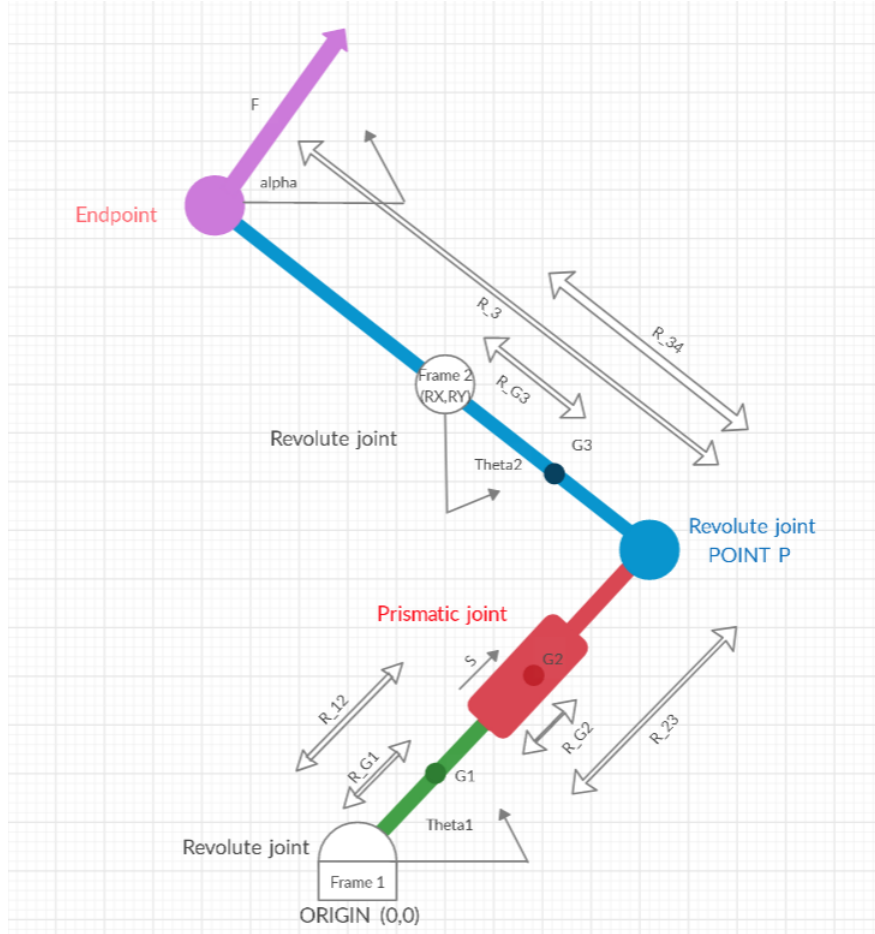 F
alpha
Endpoint
R_3
R_34
Frame 2
(RX,RY)
R_G3
Revolute joint
G3
Theta2
Revolute joint
POINT P
Prismatic joint
S
G2
R_12
R_G2
R_23
R_G1
G1
Theta1
Revolute joint
Frame 1
ORIGIN (0,0)